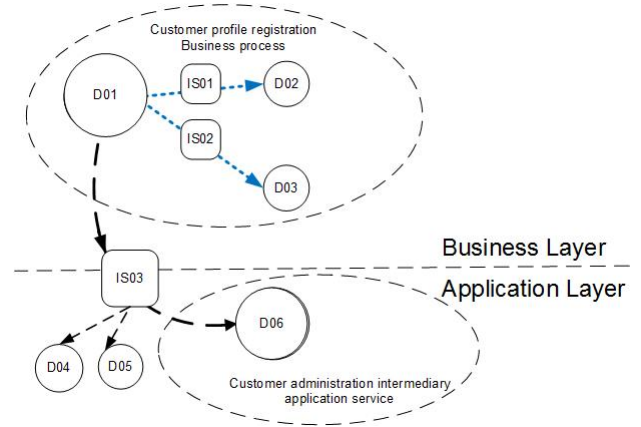 Customer profile registration
Business process
IS01
D01
D02
IS02
D03
Business Layer
IS03
Application Layer
D06
D04
D05
Customer administration intermediary
application service